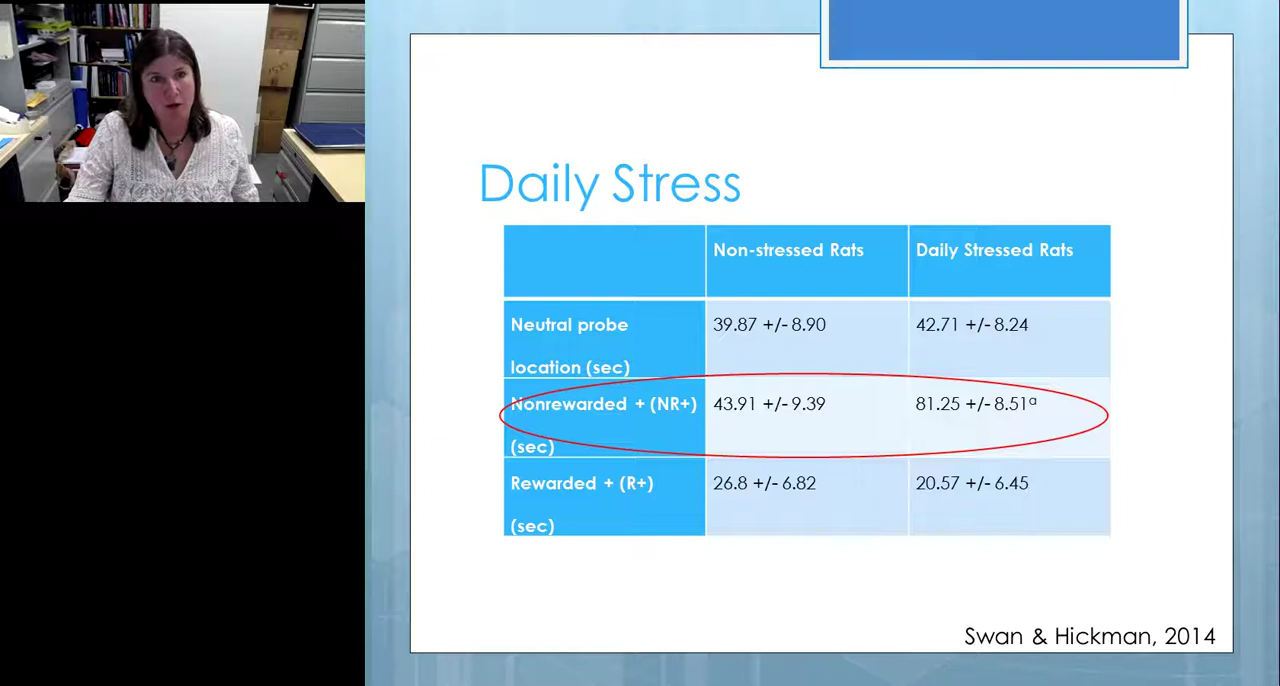 Daily Stress
Non-stressed Rats
Daily Stressed Rats
Neutral probe
location (sec)
39.87 +/- 8.90
42.71 +/- 8.24
Nonrewarded + (NR+)
(sec)
43.91 +/- 9.39
81.25 +/- 8.51ᵃ
Rewarded + (R+)
(sec)
26.8 +/- 6.82
20.57 +/- 6.45
Swan & Hickman, 2014